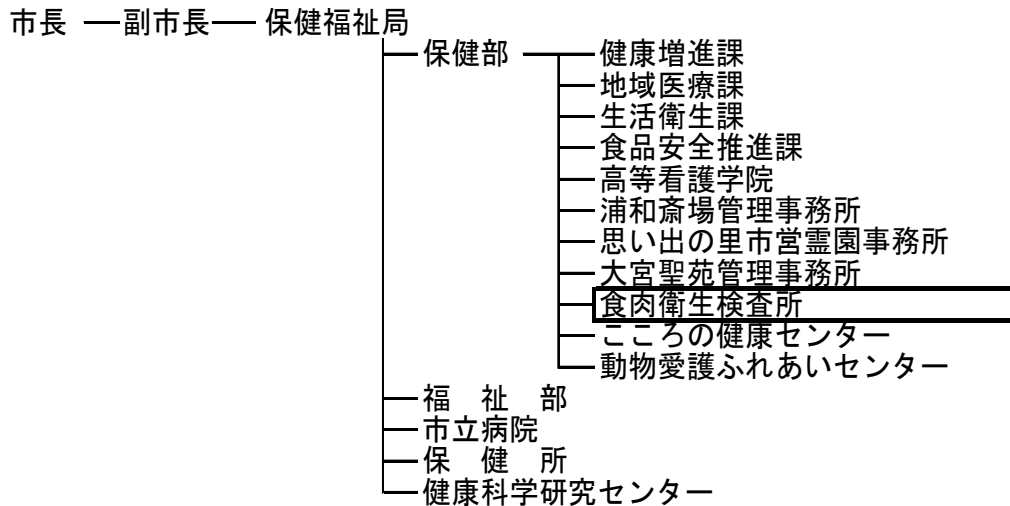 市長 副市長 保健福祉局
保健部 健康増進課
地域医療課
生活衛生課
食品安全推進課
高等看護学院
浦和斎場管理事務所
思い出の里市営霊園事務所
大宮聖苑管理事務所
食肉衛生検査所
こころの健康センター
動物愛護ふれあいセンター
福　祉　部
市立病院
保　健　所
健康科学研究センター